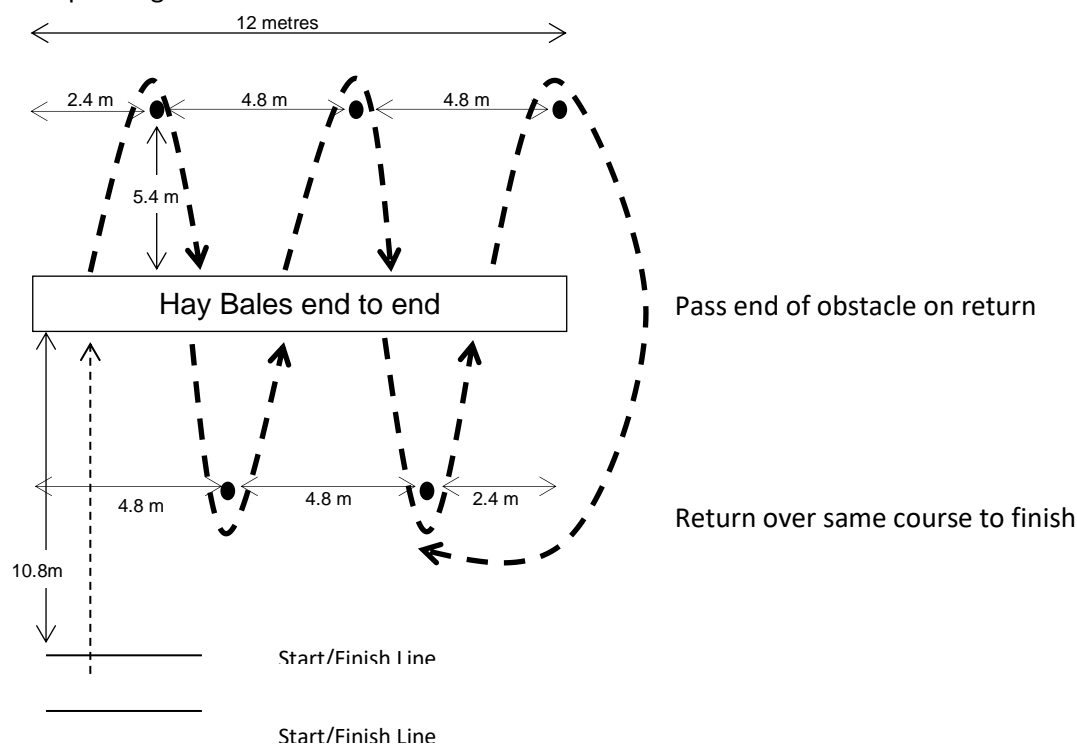 12 metres
2.4 m
4.8 m
4.8 m
5.4 m
Hay Bales end to end
Pass end of obstacle on return
4.8 m
4.8 m
2.4 m
Return over same course to finish
10.8m
Start/Finish Line
Start/Finish Line